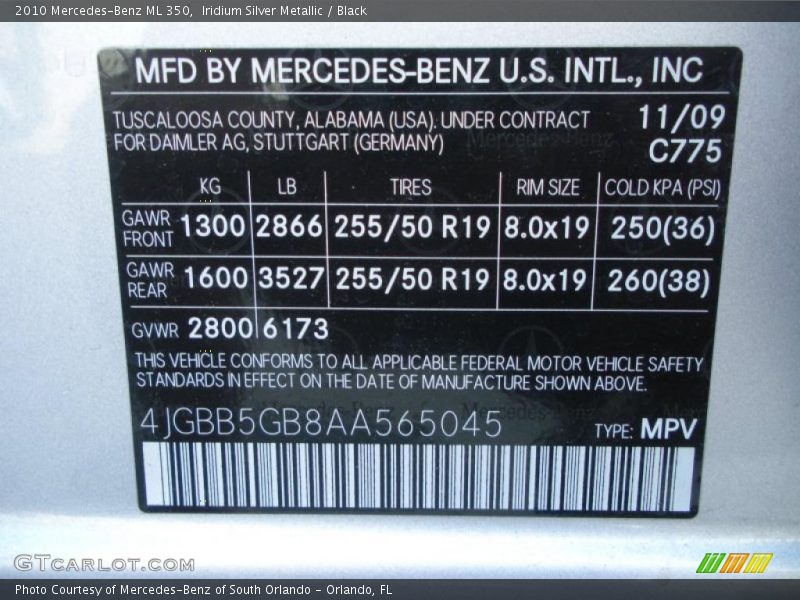 2010 Mercedes-Benz ML 350, Iridium Silver Metallic / Black
MFD BY MERCEDES-BENZ U.S. INTL., INC
TUSCALOOSA COUNTY, ALABAMA (USA). UNDER CONTRACT
FOR DAIMLER AG, STUTTGART (GERMANY)
11/09
C775
KG LB TIRES RIM SIZE COLD KPA (PSI)
GAWR FRONT 1300 2866 255/50 R19 8.0x19 250(36)
GAWR REAR 1600 3527 255/50 R19 8.0x19 260(38)
GVWR 2800 6173
THIS VEHICLE CONFORMS TO ALL APPLICABLE FEDERAL MOTOR VEHICLE SAFETY
STANDARDS IN EFFECT ON THE DATE OF MANUFACTURE SHOWN ABOVE.
4JGBB5GB8AA565045 TYPE: MPV
GTCARLOT.COM
Photo Courtesy of Mercedes-Benz of South Orlando - Orlando, FL